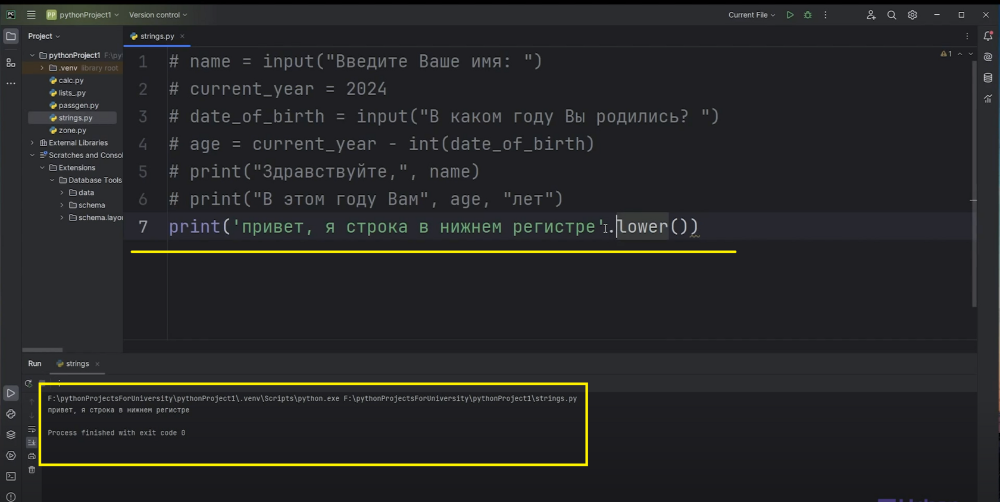 PC
PP pythonProject1
Version control
Current File
Project
strings.py
pythonProject1 F:\py
.venv library root
calc.py
lists_.py
passgen.py
strings.py
zone.py
External Libraries
Scratches and Consol
Extensions
Database Tools
data
schema
schema.layou
1
1 # name = input("Введите Ваше имя: ")
2 # current_year = 2024
3 # date_of_birth = input("В каком году Вы родились? ")
4 # age = current_year - int(date_of_birth)
5 # print("Здравствуйте,", name)
6 # print("В этом году Вам", age, "лет")
7 print('привет, я строка в нижнем регистре'.lower())
Run
strings
F:\pythonProjectsForUniversity\pythonProject1\.venv\Scripts\python.exe F:\pythonProjectsForUniversity\pythonProject1\strings.py
привет, я строка в нижнем регистре
Process finished with exit code 0